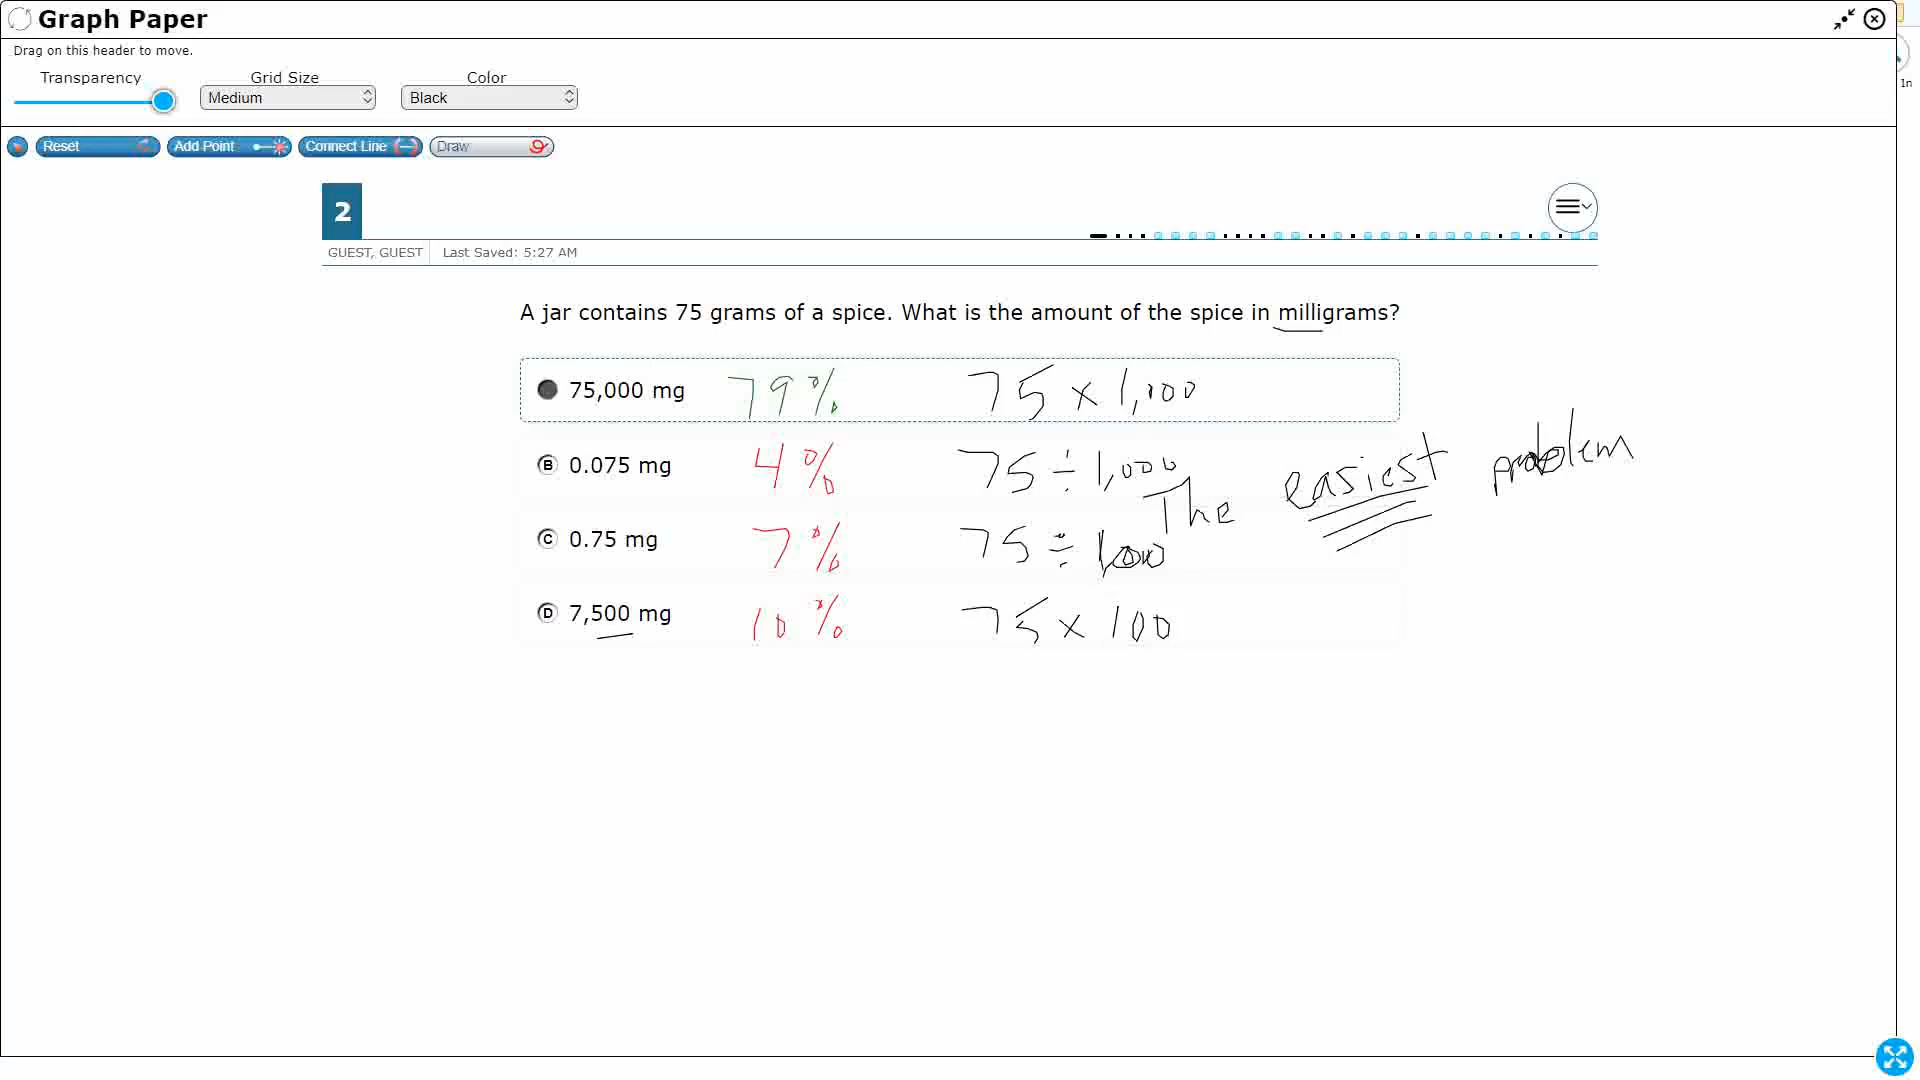 Graph Paper
Drag on this header to move.
Transparency Grid Size Color
Medium Black
Reset Add Point Connect Line Draw
1n
2
GUEST, GUEST Last Saved: 5:27 AM
A jar contains 75 grams of a spice. What is the amount of the spice in milligrams?
75,000 mg 79% 75 x 1,000
B 0.075 mg 4% 75 ÷ 1,000
The easiest problem
C 0.75 mg 7% 75 ÷ 100
D 7,500 mg 10% 75 x 100